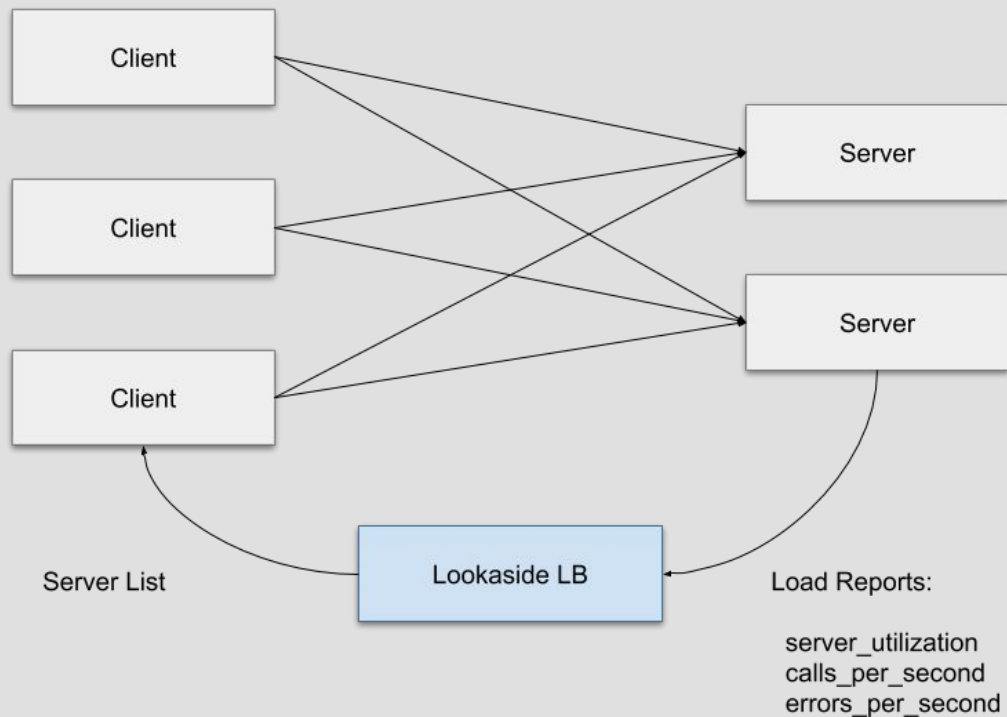 Client
Server
Client
Server
Client
Server List
Lookaside LB
Load Reports:
server_utilization
calls_per_second
errors_per_second